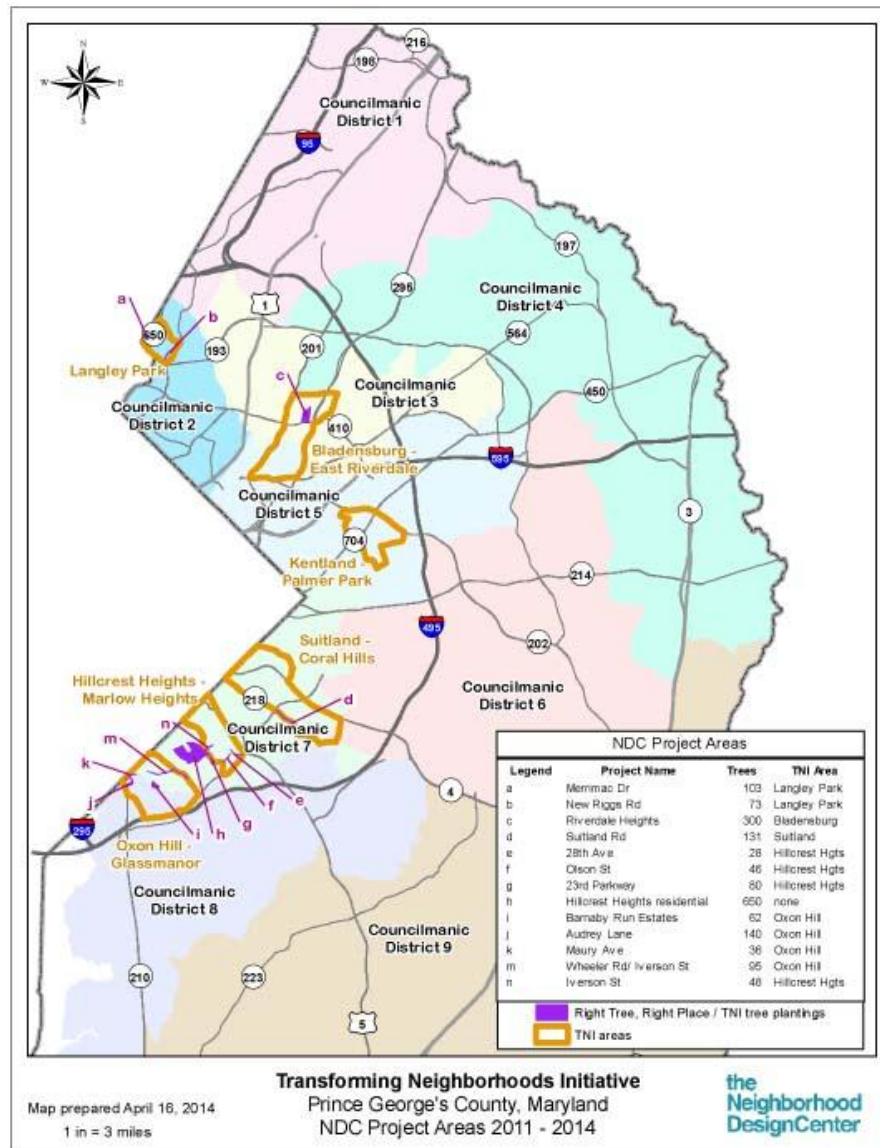 N
W
E
S
216
198
Councilmanic
District 1
95
197
295
Councilmanic
District 4
1
a
b
650
564
193
201
Langley Park
c
Councilmanic
District 3
450
Councilmanic
District 2
410
Bladensburg -
East Riverdale
595
Councilmanic
District 5
3
704
Kentland -
Palmer Park
214
495
202
Suitland -
Coral Hills
Hillcrest Heights -
Marlow Heights
218
d
Councilmanic
District 6
n
Councilmanic
District 7
m
k
j
e
f
g
h
i
4
295
Oxon Hill -
Glassmanor
Councilmanic
District 8
Councilmanic
District 9
210
223
5
NDC Project Areas
Legend Project Name Trees TNI Area
a Merrimac Dr 103 Langley Park
b New Riggs Rd 73 Langley Park
c Riverdale Heights 300 Bladensburg
d Suitland Rd 131 Suitland
e 28th Ave 28 Hillcrest Hgts
f Olson St 46 Hillcrest Hgts
g 23rd Parkway 80 Hillcrest Hgts
h Hillcrest Heights residential 650 none
i Barnaby Run Estates 62 Oxon Hill
j Audrey Lane 140 Oxon Hill
k Maury Ave 36 Oxon Hill
m Wheeler Rd/ Iverson St 95 Oxon Hill
n Iverson St Hillcrest Hgts
Right Tree, Right Place / TNI tree plantings
TNI areas
Map prepared April 16, 2014
1 in = 3 miles
Transforming Neighborhoods Initiative
Prince George's County, Maryland
NDC Project Areas 2011 - 2014
the
Neighborhood
DesignCenter